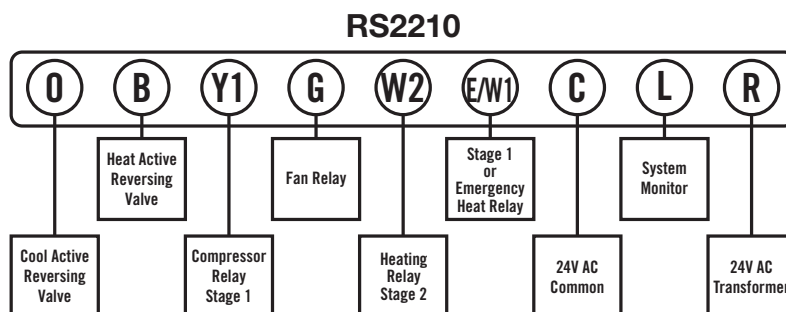 RS2210
O B Y1 G W2 E/W1 C L R
Heat Active
Reversing
Valve
Fan Relay
Stage 1
or
Emergency
Heat Relay
System
Monitor
Cool Active
Reversing
Valve
Compressor
Relay
Stage 1
Heating
Relay
Stage 2
24V AC
Common
24V AC
Transformer